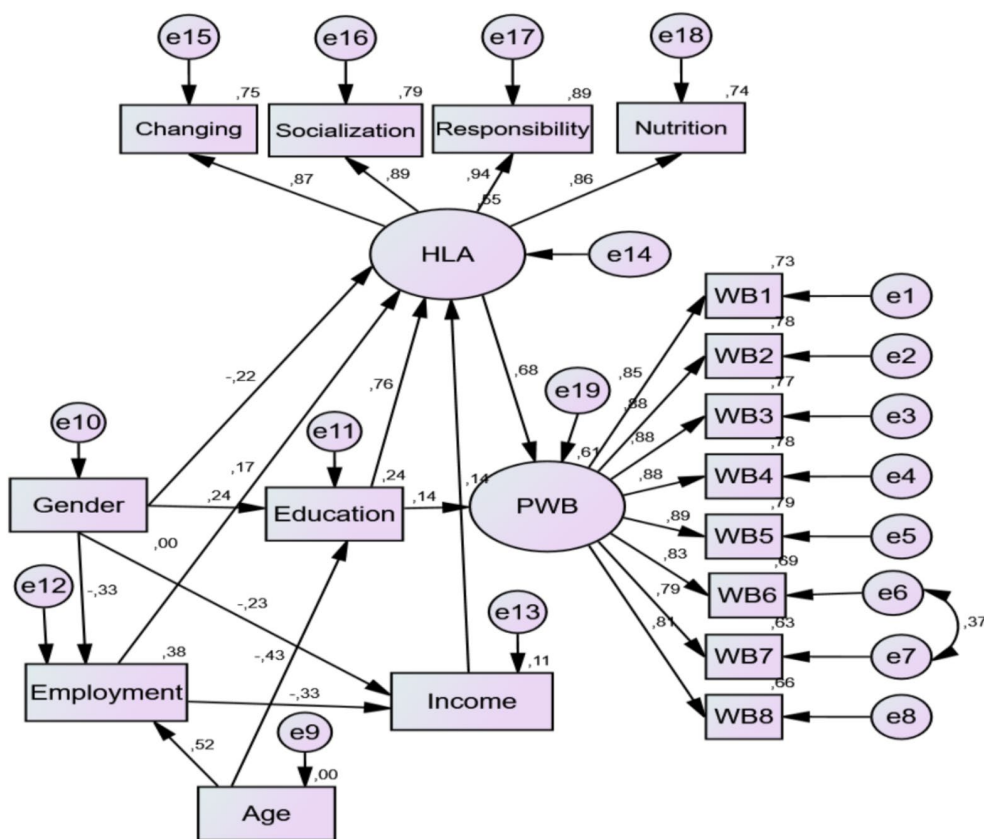 e15
e16
e17
e18
,75
,79
,89
,74
Changing
Socialization
Responsibility
Nutrition
,87
,89
,94
,86
,55
HLA
e14
,73
WB1
e1
,78
WB2
e2
,77
WB3
e3
,78
WB4
e4
,79
WB5
e5
,69
WB6
e6
,37
,63
WB7
e7
,66
WB8
e8
,85
,88
,88
,88
,89
,83
,79
,81
-,22
,76
,68
e19
,61
PWB
e10
e11
,17
,24
,14
,14
Gender
,24
Education
,00
e12
-,33
-,23
e13
-,43
,38
,11
Employment
-,33
Income
,52
e9
,00
Age